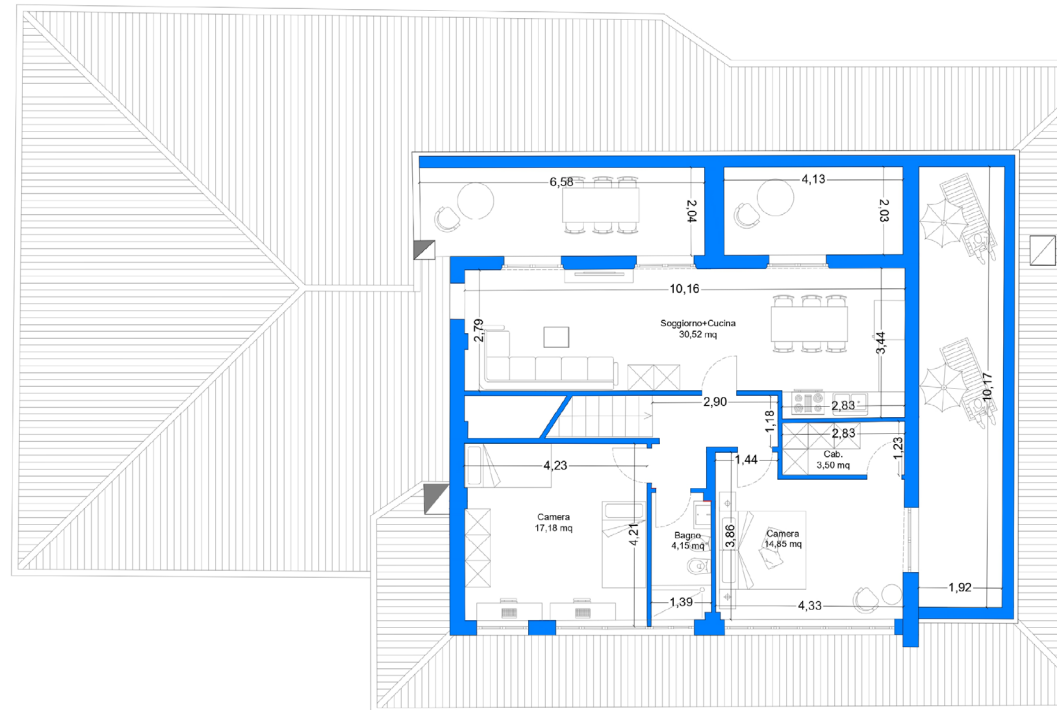 6,58
4,13
2,04
2,03
10,16
2,79
Soggiorno+Cucina
30,52 mq
3,44
10,17
2,90
2,83
1,18
2,83
1,23
Cab.
3,50 mq
4,23
1,44
Camera
17,18 mq
4,21
Bagno
4,15 mq
3,86
Camera
14,85 mq
1,39
4,33
1,92